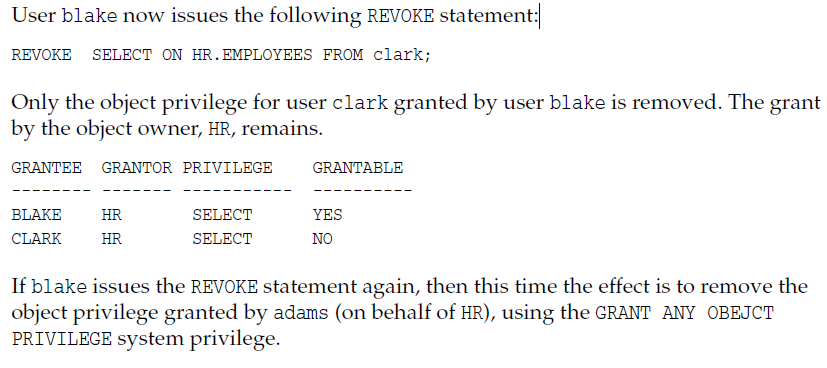 User blake now issues the following REVOKE statement:
REVOKE  SELECT ON HR.EMPLOYEES FROM clark;
Only the object privilege for user clark granted by user blake is removed. The grant
by the object owner, HR, remains.
GRANTEE  GRANTOR PRIVILEGE    GRANTABLE
-------- ------- -----------  ----------
BLAKE    HR       SELECT      YES
CLARK    HR       SELECT      NO
If blake issues the REVOKE statement again, then this time the effect is to remove the
object privilege granted by adams (on behalf of HR), using the GRANT ANY OBEJCT
PRIVILEGE system privilege.